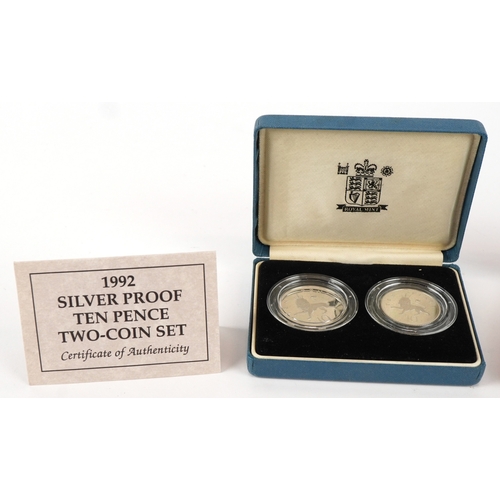 1992
SILVER PROOF
TEN PENCE
TWO-COIN SET
Certificate of Authenticity
ROYAL MINT